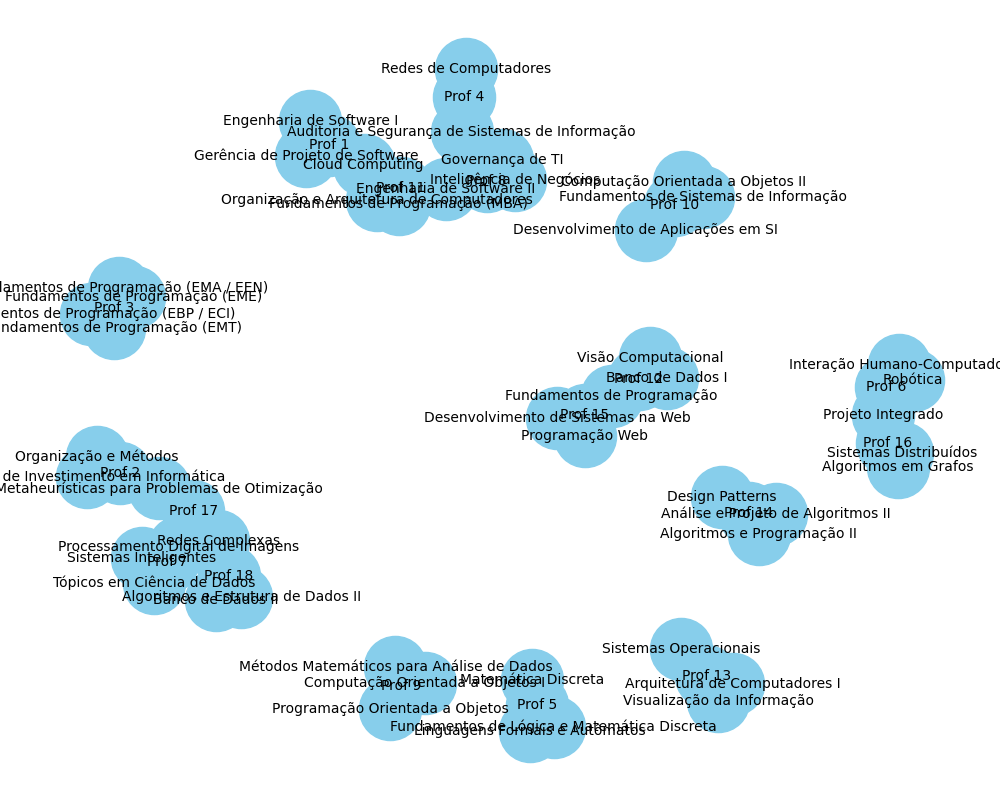 Redes de Computadores
Prof 4
Engenharia de Software I
Auditoria e Segurança de Sistemas de Informação
Prof 1
Gerência de Projeto de Software
Governança de TI
Cloud Computing
Inteligência de Negócios
Prof 8
Computação Orientada a Objetos II
Prof 11
Engenharia de Software II
Fundamentos de Sistemas de Informação
Organização e Arquitetura de Computadores
Fundamentos de Programação (MBA)
Prof 10
Desenvolvimento de Aplicações em SI
damentos de Programação (EMA / EEN)
Fundamentos de Programação (EME)
Prof 3
entos de Programação (EBP / ECI)
ndamentos de Programação (EMT)
Visão Computacional
Interação Humano-Computado
Banco de Dados I
Prof 12
Robótica
Prof 6
Fundamentos de Programação
Prof 15
Projeto Integrado
Desenvolvimento de Sistemas na Web
Programação Web
Prof 16
Sistemas Distribuídos
Algoritmos em Grafos
Organização e Métodos
Prof 2
de Investimento em Informática
Metaheurísticas para Problemas de Otimização
Design Patterns
Prof 17
Análise e Projeto de Algoritmos II
Prof 14
Algoritmos e Programação II
Redes Complexas
Processamento Digital de Imagens
Sistemas Inteligentes
Prof 7
Prof 18
Tópicos em Ciência de Dados
Algoritmos e Estrutura de Dados II
Banco de Dados II
Sistemas Operacionais
Métodos Matemáticos para Análise de Dados
Prof 13
Matemática Discreta
Computação Orientada a Objetos I
Prof 9
Arquitetura de Computadores I
Visualização da Informação
Prof 5
Programação Orientada a Objetos
Fundamentos de Lógica e Matemática Discreta
Linguagens Formais e Autômatos